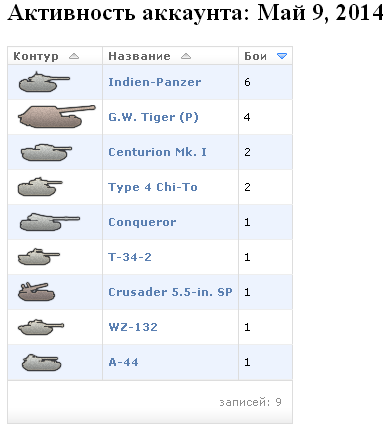 Активность аккаунта: Май 9, 2014
Контур Название Бои
Indien-Panzer 6
G.W. Tiger (P) 4
Centurion Mk. I 2
Type 4 Chi-To 2
Conqueror 1
T-34-2 1
Crusader 5.5-in. SP 1
WZ-132 1
A-44 1
записей: 9